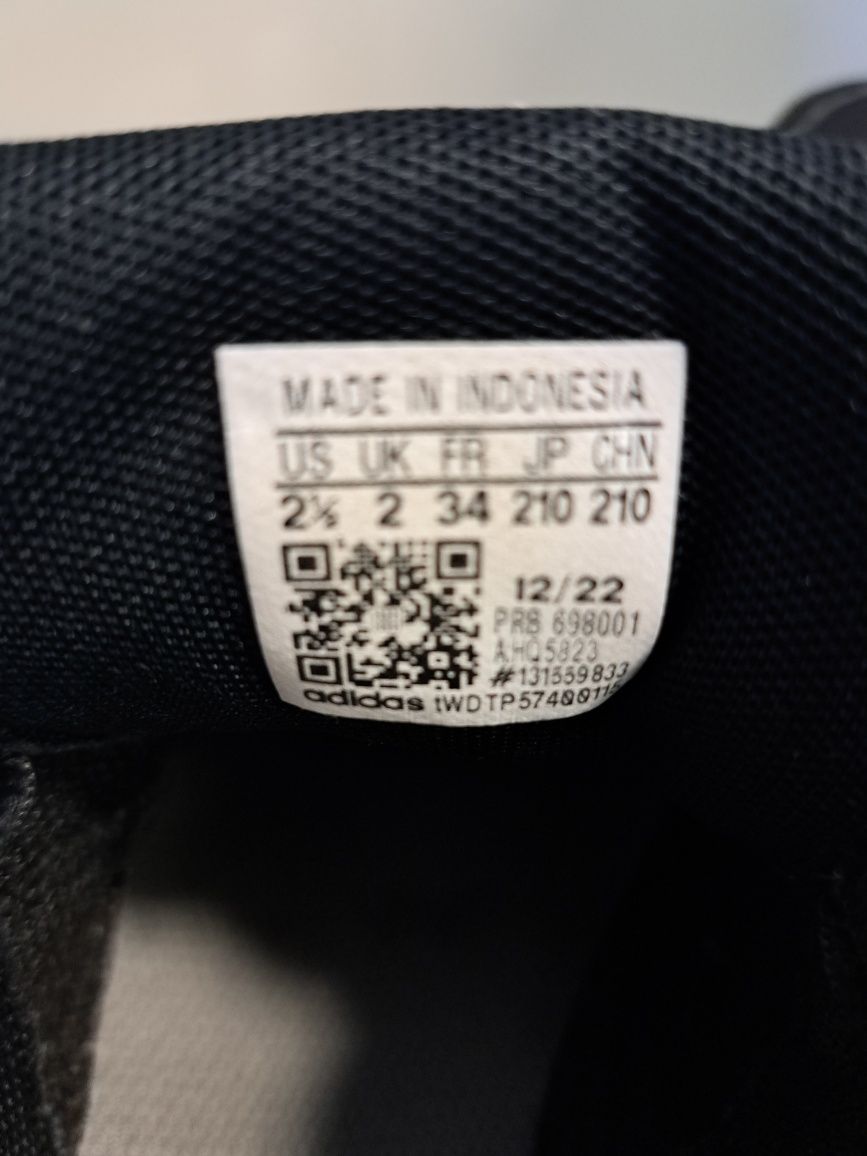 MADE IN INDONESIA
US UK FR JP CHN
2½ 2 34 210 210
12/22
PRB 698001
AHQ5823
#131559833
adidas